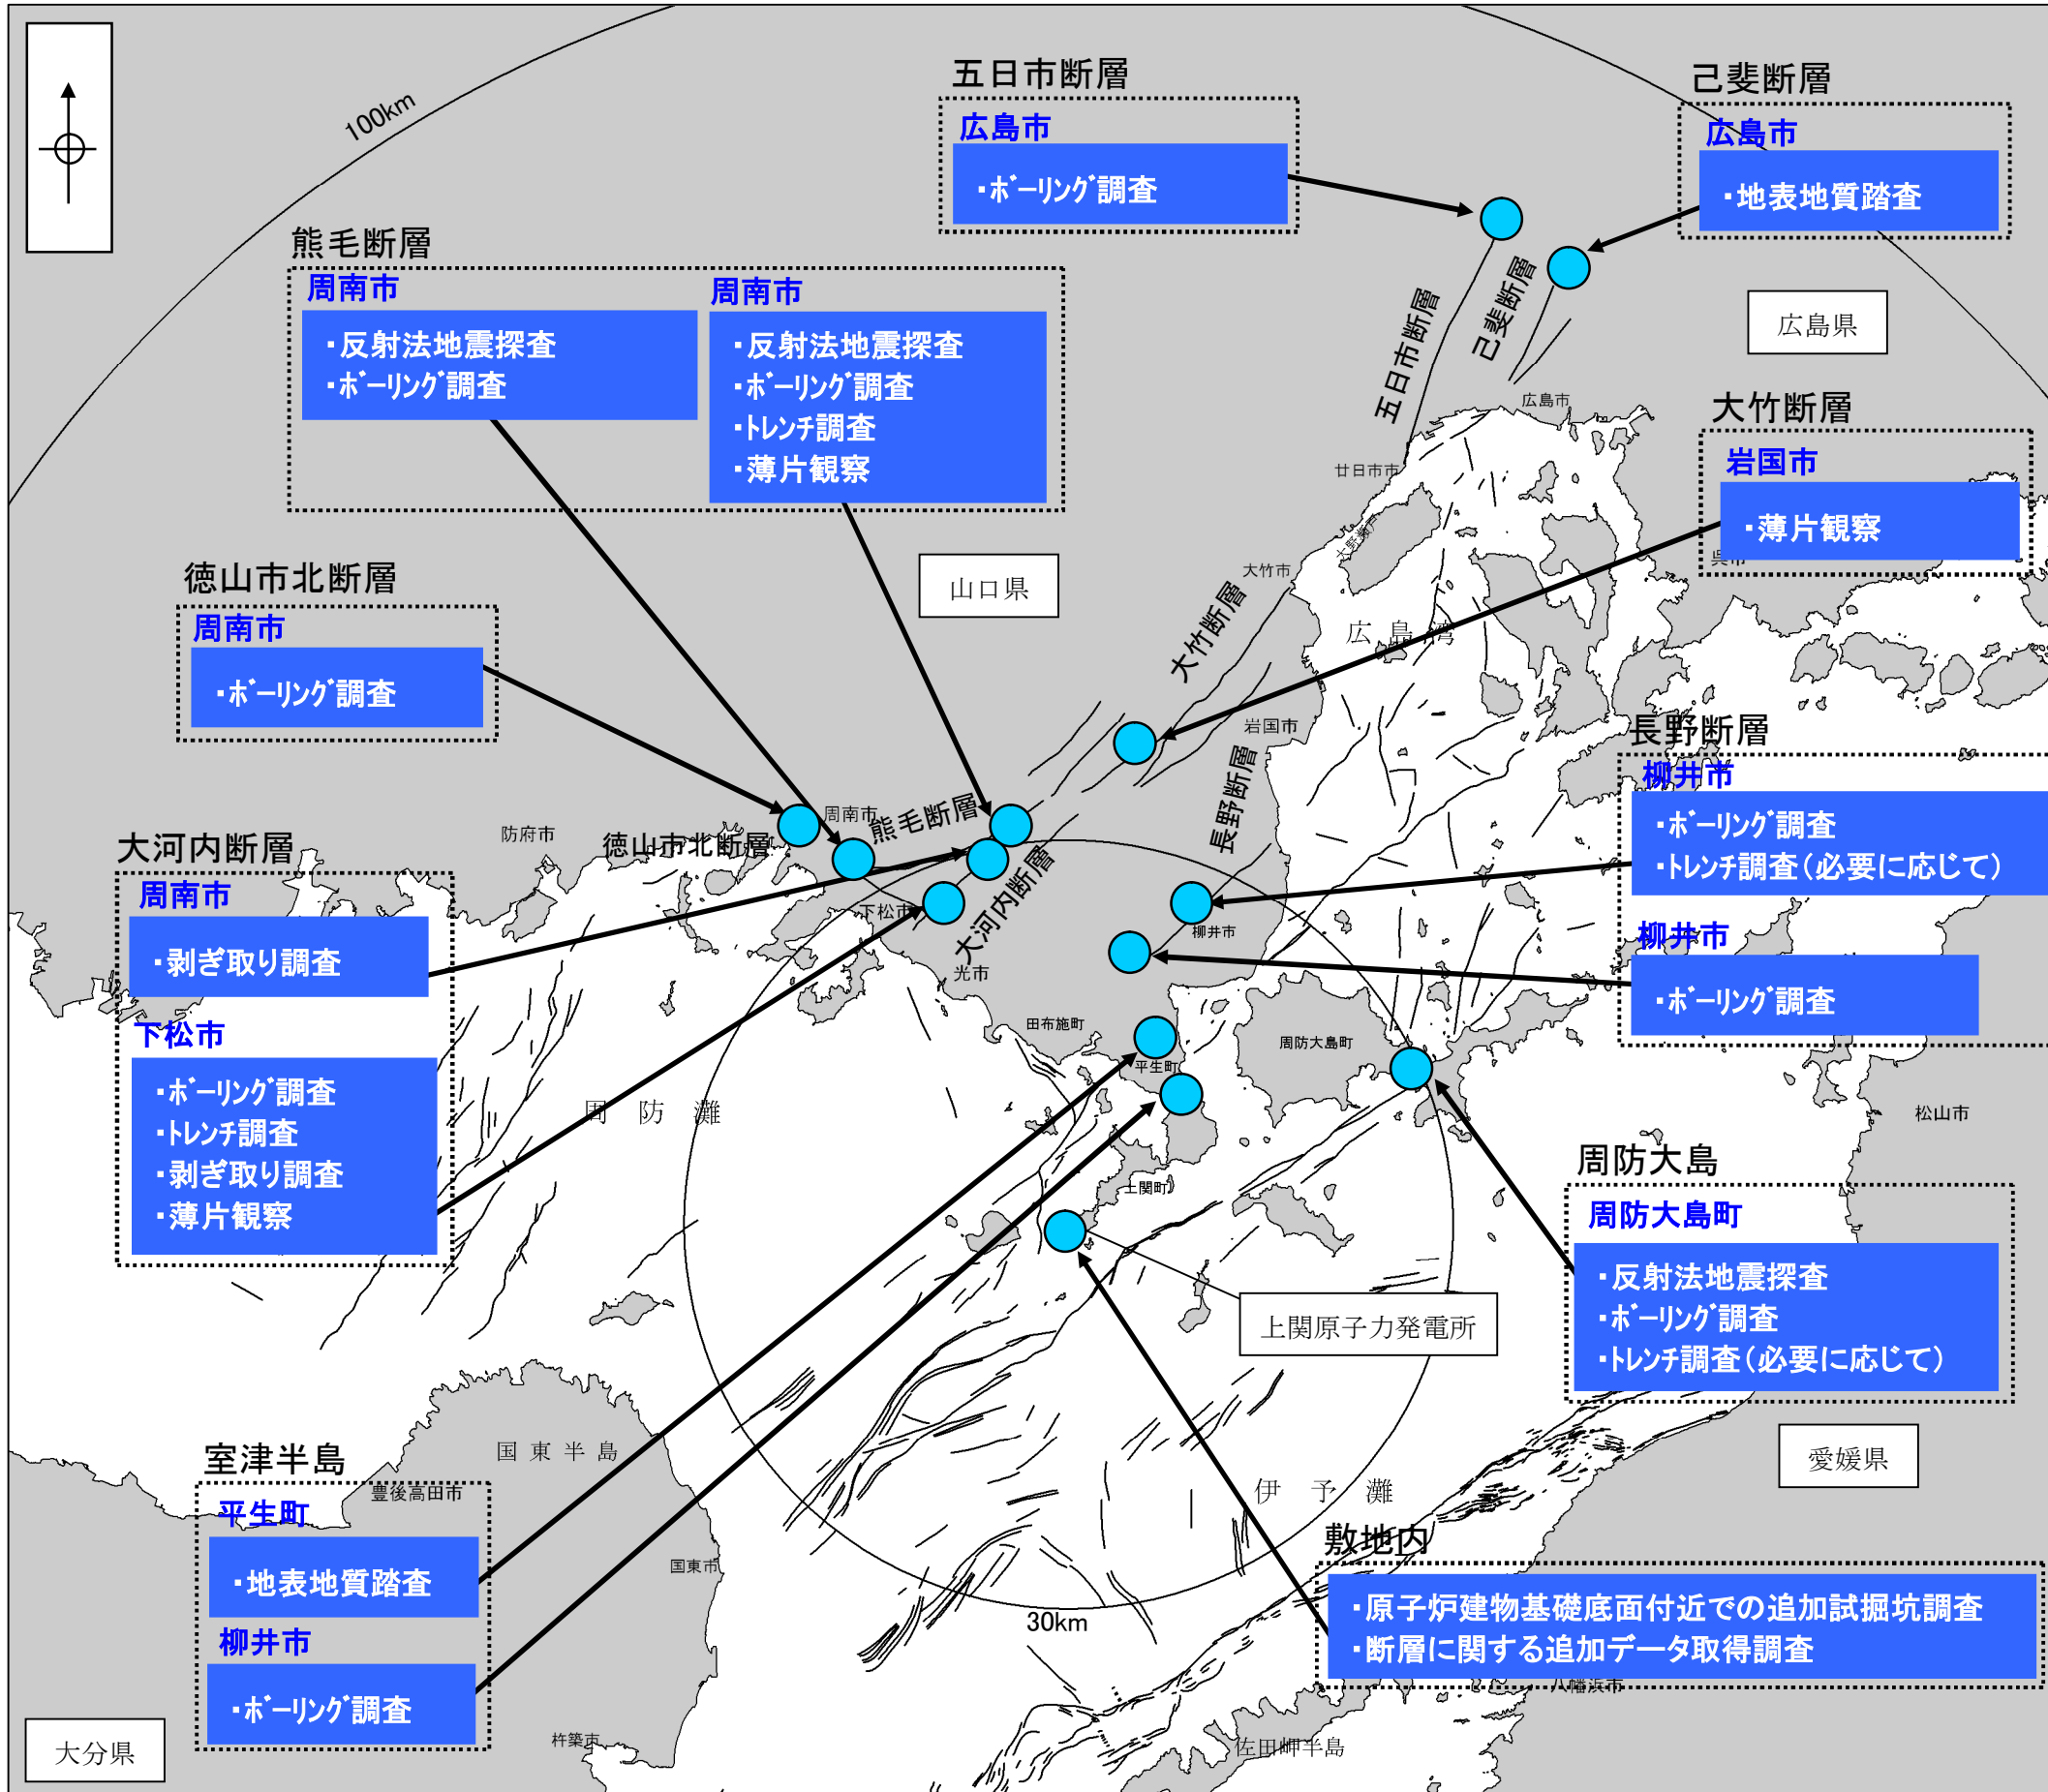 100km
五日市断層
広島市
・ボーリング調査
己斐断層
広島市
・地表地質踏査
熊毛断層
周南市
・反射法地震探査
・ボーリング調査
周南市
・反射法地震探査
・ボーリング調査
・トレンチ調査
・薄片観察
五日市断層
己斐断層
広島県
広島市
廿日市市
大竹断層
岩国市
・薄片観察
呉市
大野瀬戸
山口県
大竹市
大竹断層
広島湾
徳山市北断層
周南市
・ボーリング調査
岩国市
長野断層
長野断層
柳井市
・ボーリング調査
・トレンチ調査(必要に応じて)
柳井市
・ボーリング調査
防府市
徳山市北断層
周南市
熊毛断層
大河内断層
下松市
光市
柳井市
大河内断層
周南市
・剥ぎ取り調査
下松市
・ボーリング調査
・トレンチ調査
・剥ぎ取り調査
・薄片観察
田布施町
平生町
周防大島町
周防灘
上関町
松山市
周防大島
周防大島町
・反射法地震探査
・ボーリング調査
・トレンチ調査(必要に応じて)
上関原子力発電所
国東半島
豊後高田市
室津半島
平生町
・地表地質踏査
柳井市
・ボーリング調査
国東市
伊予灘
愛媛県
敷地内
・原子炉建物基礎底面付近での追加試掘坑調査
・断層に関する追加データ取得調査
30km
八幡浜市
杵築市
佐田岬半島
大分県